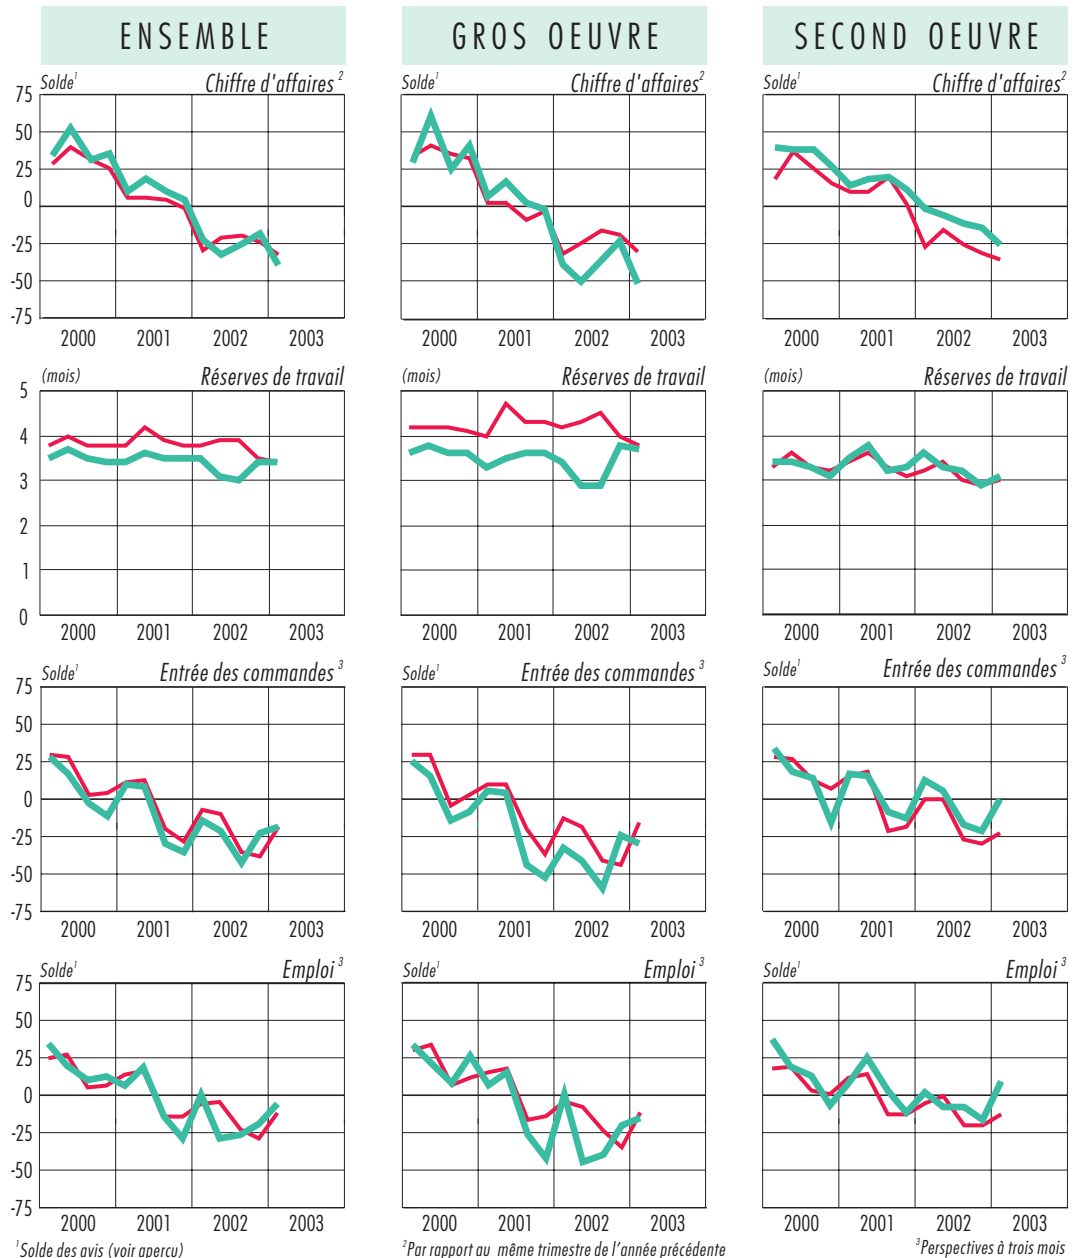 ENSEMBLE GROS OEUVRE SECOND OEUVRE
Solde¹ Chiffre d'affaires² Solde¹ Chiffre d'affaires² Solde¹ Chiffre d'affaires²
75
50
25
0
-25
-50
-75
2000 2001 2002 2003 2000 2001 2002 2003 2000 2001 2002 2003
(mois) Réserves de travail (mois) Réserves de travail (mois) Réserves de travail
5
4
3
2
1
0
2000 2001 2002 2003 2000 2001 2002 2003 2000 2001 2002 2003
Solde¹ Entrée des commandes³ Solde¹ Entrée des commandes³ Solde¹ Entrée des commandes³
75
50
25
0
-25
-50
-75
2000 2001 2002 2003 2000 2001 2002 2003 2000 2001 2002 2003
Solde¹ Emploi³ Solde¹ Emploi³ Solde¹ Emploi³
75
50
25
0
-25
-50
-75
2000 2001 2002 2003 2000 2001 2002 2003 2000 2001 2002 2003
¹Solde des avis (voir apercu) ²Par rapport au même trimestre de l'année précédente ³Perspectives à trois mois